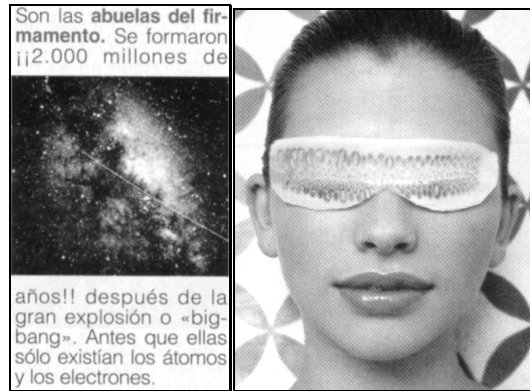 Son las abuelas del fir-
mamento. Se formaron
¡¡2.000 millones de
años!! después de la
gran explosión o «big-
bang». Antes que ellas
sólo existían los átomos
y los electrones.